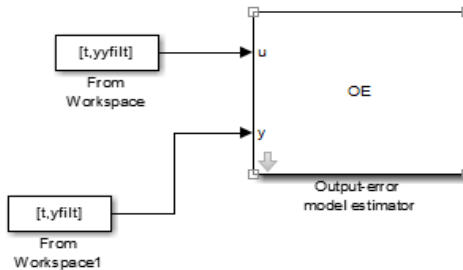 [t,yyfilt]
From
Workspace
u
OE
y
Output-error
model estimator
[t,yfilt]
From
Workspace1